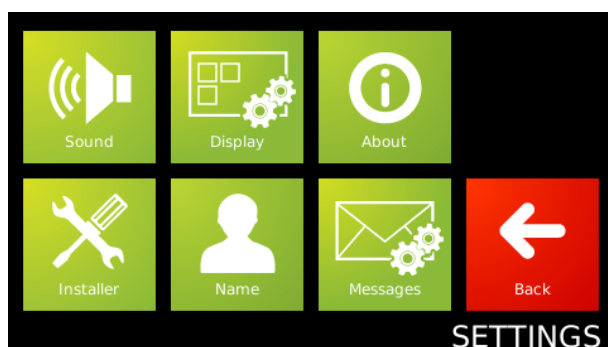 Sound
Display
About
Installer
Name
Messages
Back
SETTINGS